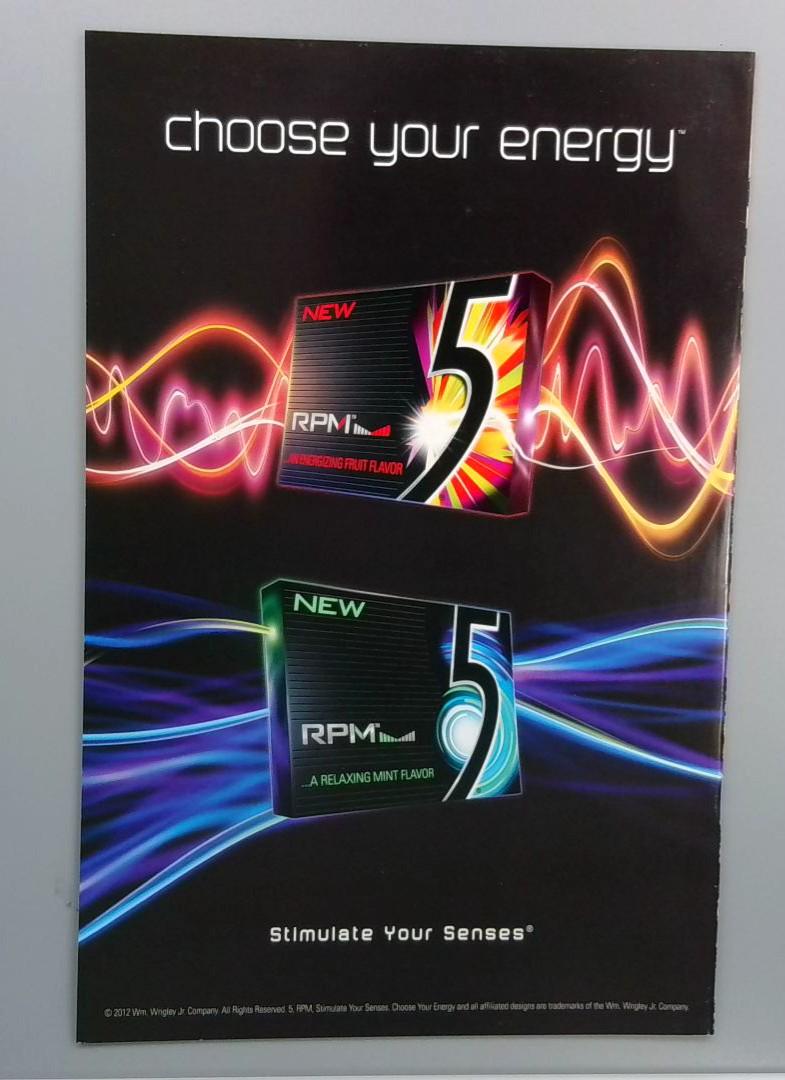 choose your energy™
NEW
5
RPM™
...AN ENERGIZING FRUIT FLAVOR
NEW
5
RPM™
...A RELAXING MINT FLAVOR
Stimulate Your Senses®
© 2012 Wm. Wrigley Jr. Company. All Rights Reserved. 5, RPM, Stimulate Your Senses, Choose Your Energy and all affiliated designs are trademarks of the Wm. Wrigley Jr. Company.